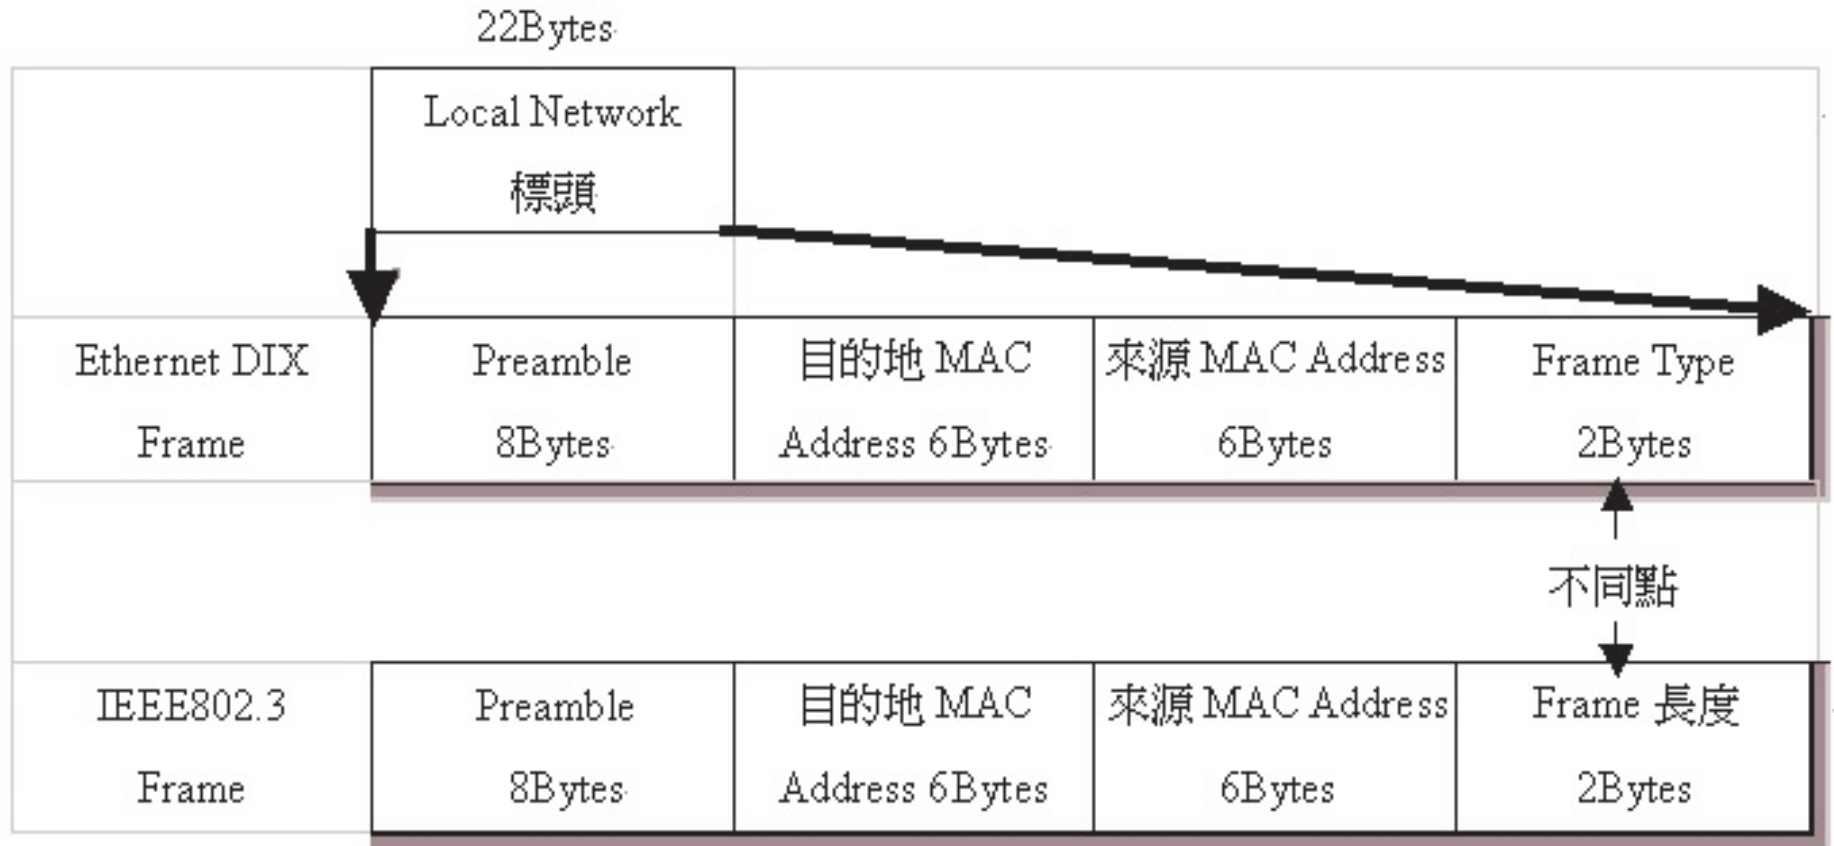 22Bytes
Local Network
標頭
Ethernet DIX
Frame
Preamble
8Bytes
目的地 MAC
Address 6Bytes
來源 MAC Address
6Bytes
Frame Type
2Bytes
不同點
IEEE802.3
Frame
Preamble
8Bytes
目的地 MAC
Address 6Bytes
來源 MAC Address
6Bytes
Frame 長度
2Bytes